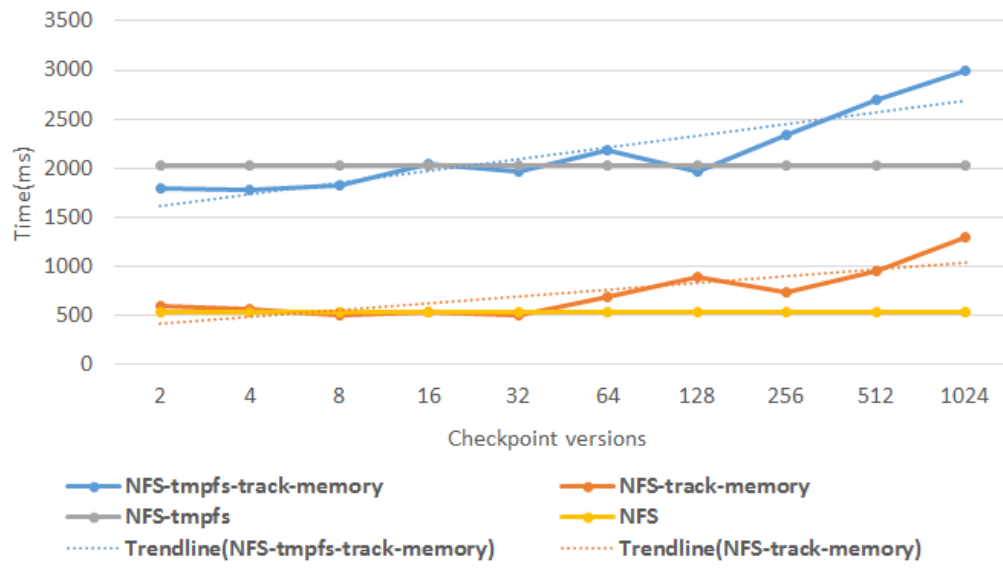 3500
3000
2500
2000
1500
1000
500
0
Time(ms)
2 4 8 16 32 64 128 256 512 1024
Checkpoint versions
NFS-tmpfs-track-memory NFS-track-memory
NFS-tmpfs NFS
Trendline(NFS-tmpfs-track-memory) Trendline(NFS-track-memory)